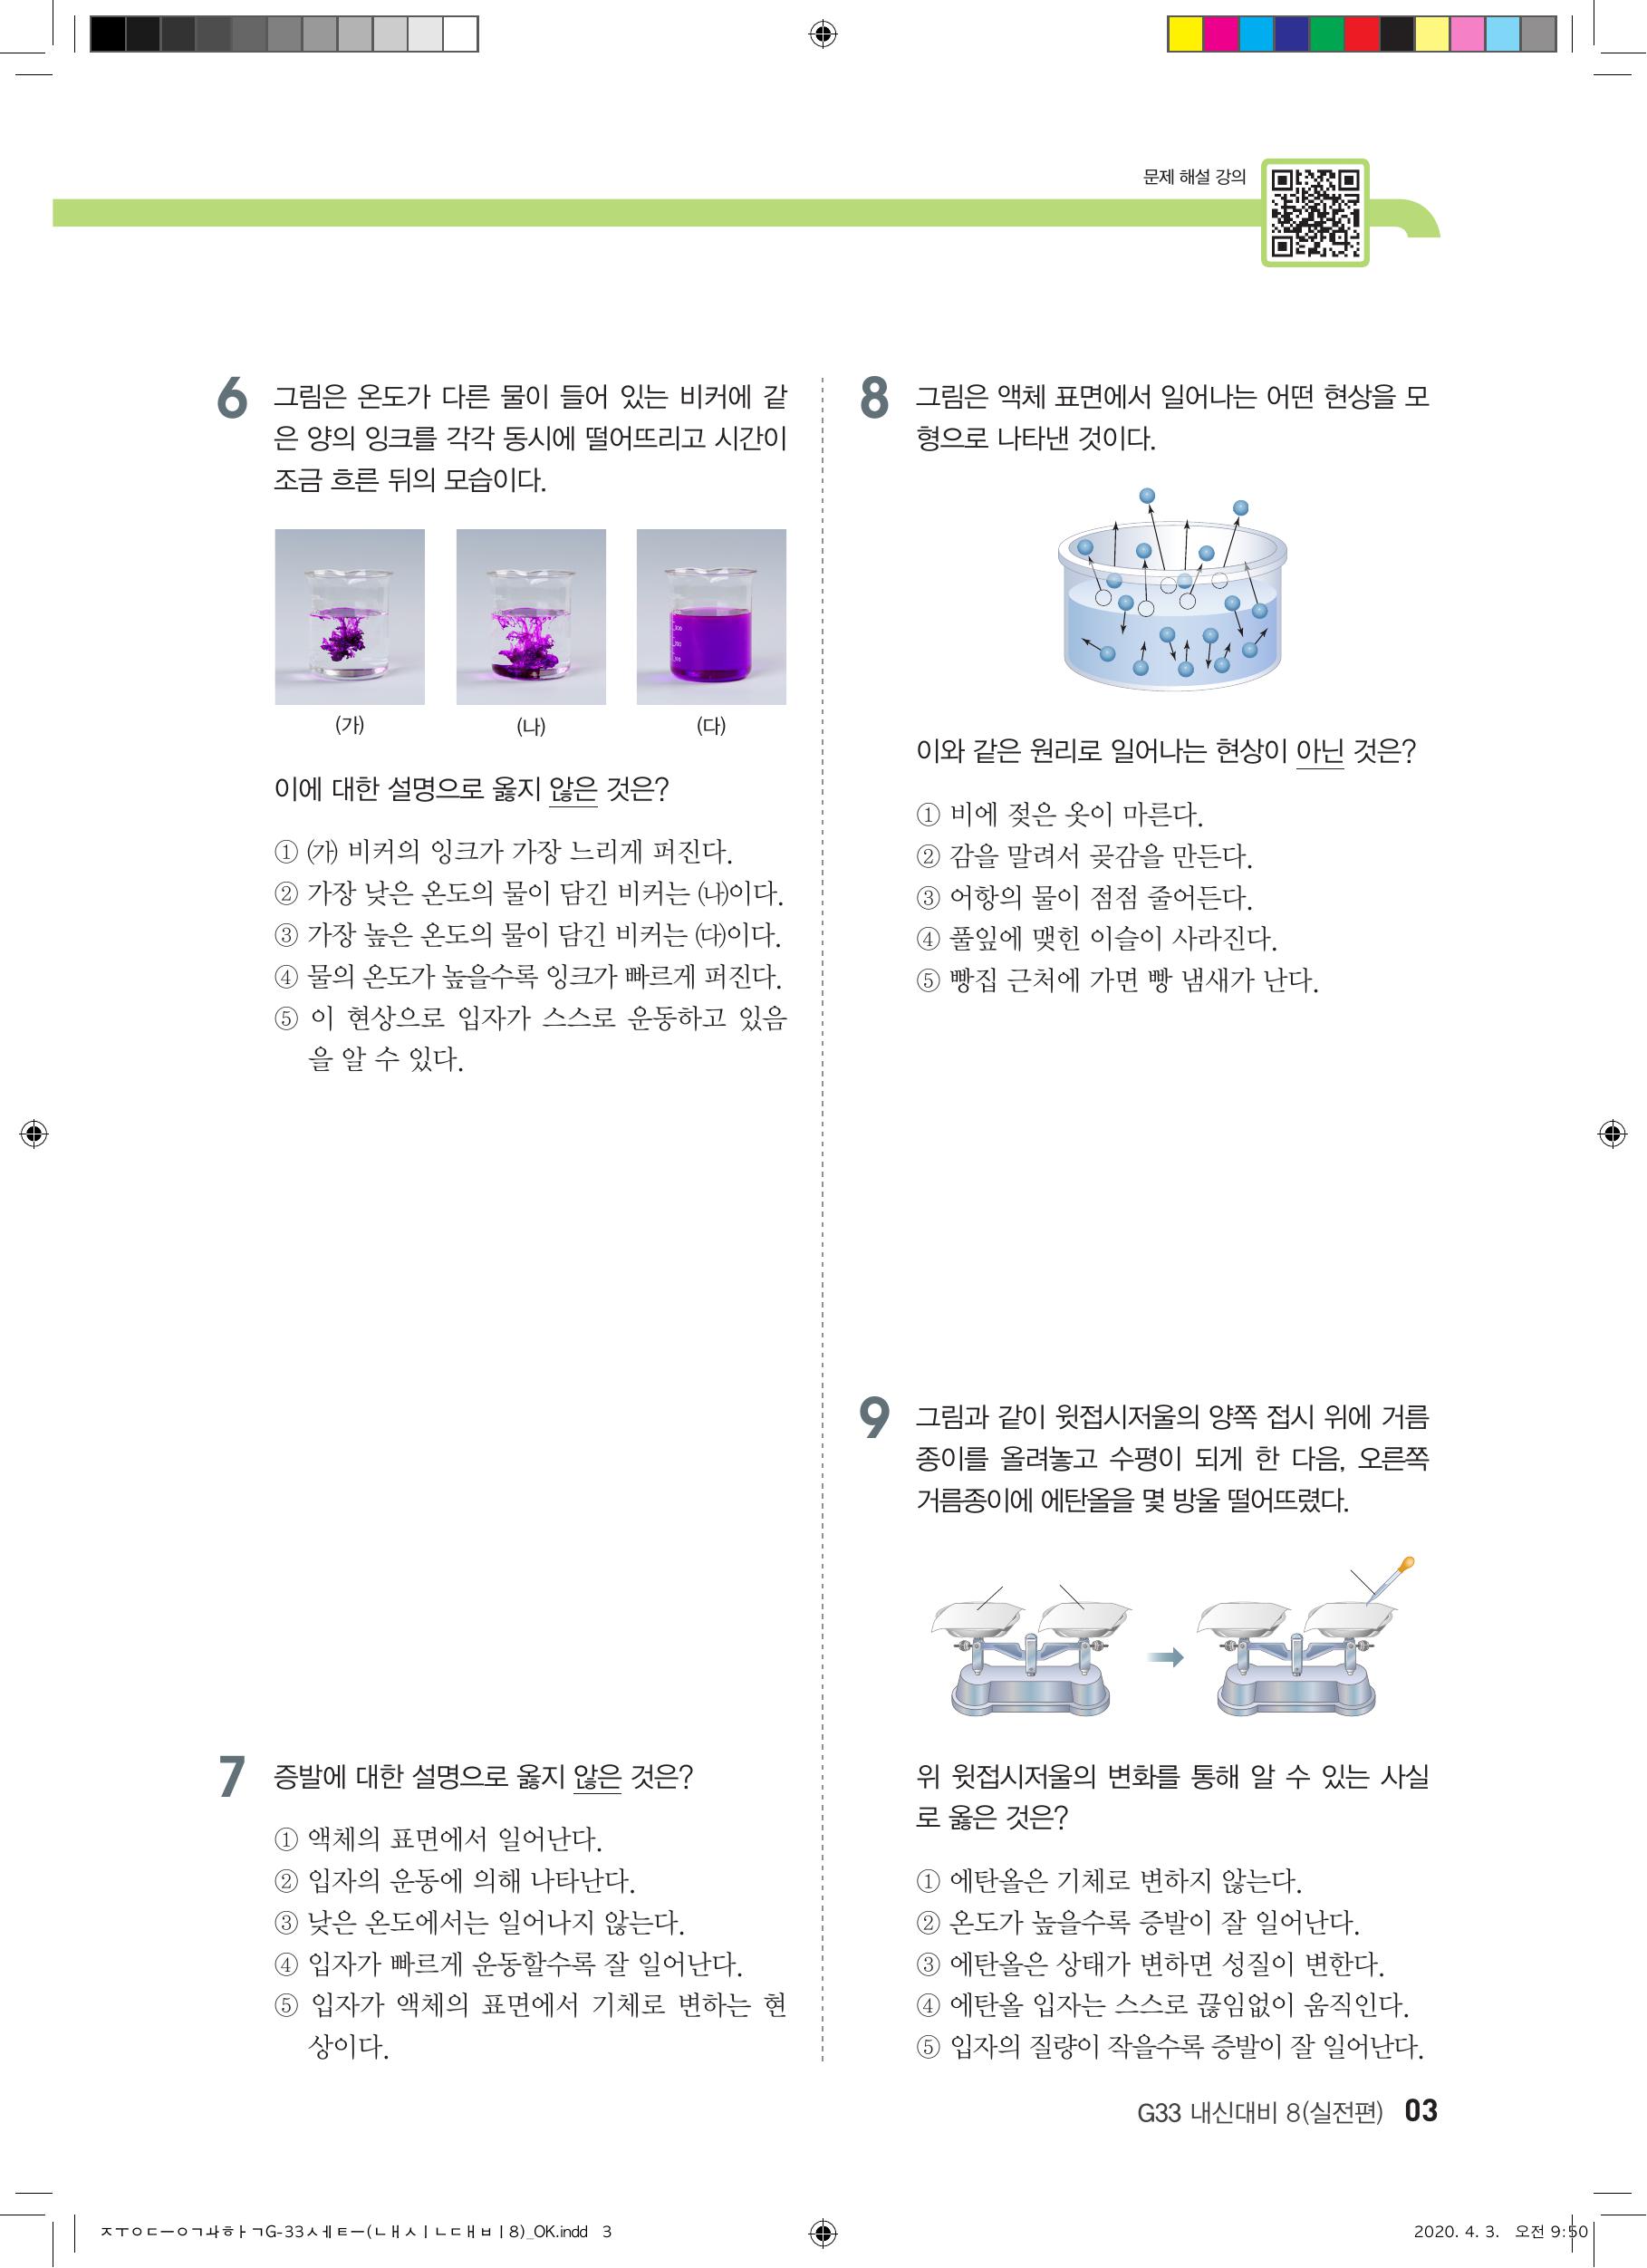 문제 해설 강의
6 그림은 온도가 다른 물이 들어 있는 비커에 같
은 양의 잉크를 각각 동시에 떨어뜨리고 시간이
조금 흐른 뒤의 모습이다.
(가) (나) (다)
이에 대한 설명으로 옳지 않은 것은?
① ㈎ 비커의 잉크가 가장 느리게 퍼진다.
② 가장 낮은 온도의 물이 담긴 비커는 ㈏이다.
③ 가장 높은 온도의 물이 담긴 비커는 ㈐이다.
④ 물의 온도가 높을수록 잉크가 빠르게 퍼진다.
⑤ 이 현상으로 입자가 스스로 운동하고 있음
을 알 수 있다.
7 증발에 대한 설명으로 옳지 않은 것은?
① 액체의 표면에서 일어난다.
② 입자의 운동에 의해 나타난다.
③ 낮은 온도에서는 일어나지 않는다.
④ 입자가 빠르게 운동할수록 잘 일어난다.
⑤ 입자가 액체의 표면에서 기체로 변하는 현
상이다.
8 그림은 액체 표면에서 일어나는 어떤 현상을 모
형으로 나타낸 것이다.
이와 같은 원리로 일어나는 현상이 아닌 것은?
① 비에 젖은 옷이 마른다.
② 감을 말려서 곶감을 만든다.
③ 어항의 물이 점점 줄어든다.
④ 풀잎에 맺힌 이슬이 사라진다.
⑤ 빵집 근처에 가면 빵 냄새가 난다.
9 그림과 같이 윗접시저울의 양쪽 접시 위에 거름
종이를 올려놓고 수평이 되게 한 다음, 오른쪽
거름종이에 에탄올을 몇 방울 떨어뜨렸다.
위 윗접시저울의 변화를 통해 알 수 있는 사실
로 옳은 것은?
① 에탄올은 기체로 변하지 않는다.
② 온도가 높을수록 증발이 잘 일어난다.
③ 에탄올은 상태가 변하면 성질이 변한다.
④ 에탄올 입자는 스스로 끊임없이 움직인다.
⑤ 입자의 질량이 작을수록 증발이 잘 일어난다.
G33 내신대비 8(실전편) 03
ㅈㅜㅇㄷㅡㅇㄱㅘㅎㅏㄱG-33ㅅㅔㅌㅡ(ㄴㅐㅅㅣㄴㄷㅐㅂㅣ8)_OK.indd 3
2020. 4. 3. 오전 9:50